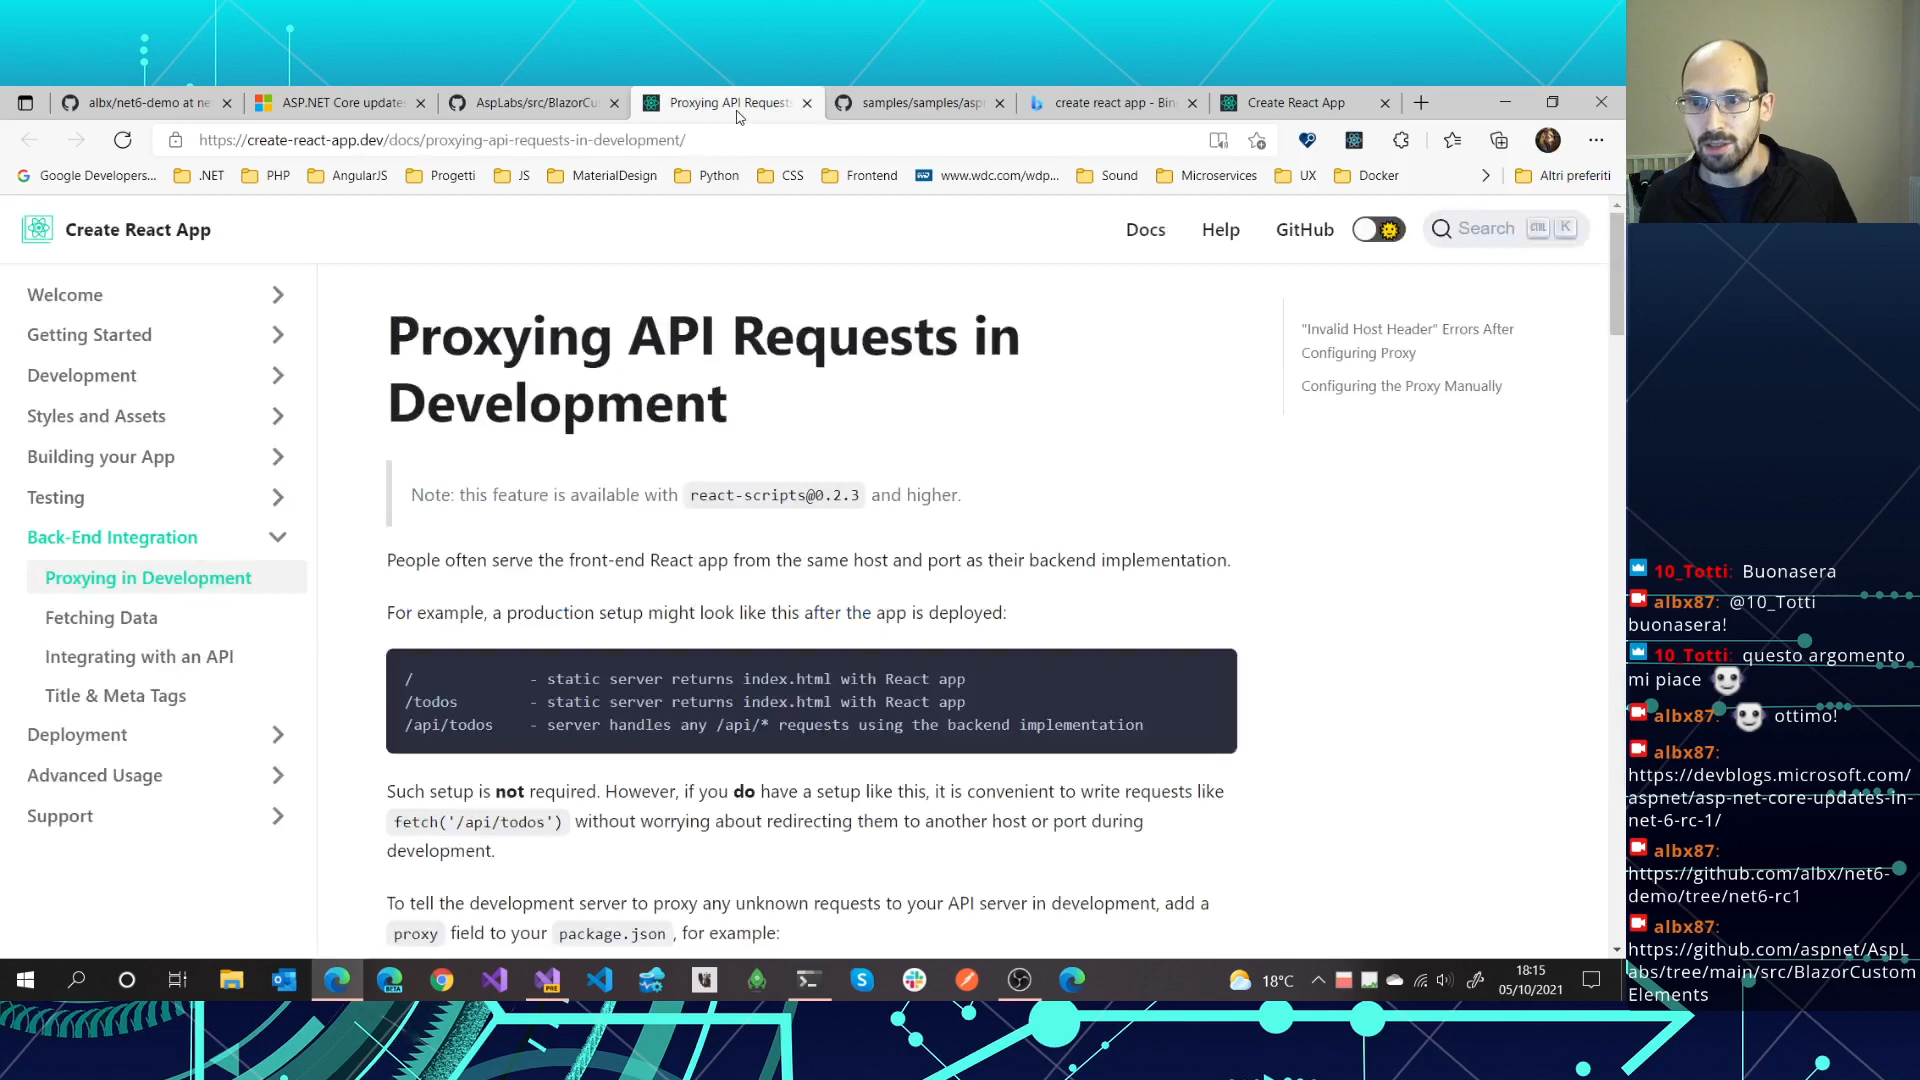 albx/net6-demo at ne
ASP.NET Core update
AspLabs/src/BlazorCu
Proxying API Requests
samples/samples/asp
create react app - Bin
Create React App
https://create-react-app.dev/docs/proxying-api-requests-in-development/
Google Developers...
.NET
PHP
AngularJS
Progetti
JS
MaterialDesign
Python
CSS
Frontend
www.wdc.com/wdp...
Sound
Microservices
UX
Docker
Altri preferiti
Create React App
Docs
Help
GitHub
Search
CTRL
K
Welcome
Getting Started
Development
Styles and Assets
Building your App
Testing
Back-End Integration
Proxying in Development
Fetching Data
Integrating with an API
Title & Meta Tags
Deployment
Advanced Usage
Support
Proxying API Requests in
Development
Note: this feature is available with react-scripts@0.2.3 and higher.
People often serve the front-end React app from the same host and port as their backend implementation.
For example, a production setup might look like this after the app is deployed:
/ - static server returns index.html with React app
/todos - static server returns index.html with React app
/api/todos - server handles any /api/* requests using the backend implementation
Such setup is not required. However, if you do have a setup like this, it is convenient to write requests like
fetch('/api/todos') without worrying about redirecting them to another host or port during
development.
To tell the development server to proxy any unknown requests to your API server in development, add a
proxy field to your package.json, for example:
"Invalid Host Header" Errors After
Configuring Proxy
Configuring the Proxy Manually
10_Totti: Buonasera
albx87: @10_Totti
buonasera!
10_Totti: questo argomento
mi piace
albx87: ottimo!
albx87:
https://devblogs.microsoft.com/
aspnet/asp-net-core-updates-in-
net-6-rc-1/
albx87:
https://github.com/albx/net6-
demo/tree/net6-rc1
albx87:
https://github.com/aspnet/AspL
abs/tree/main/src/BlazorCustom
Elements
BETA
PRE
18°C
18:15
05/10/2021